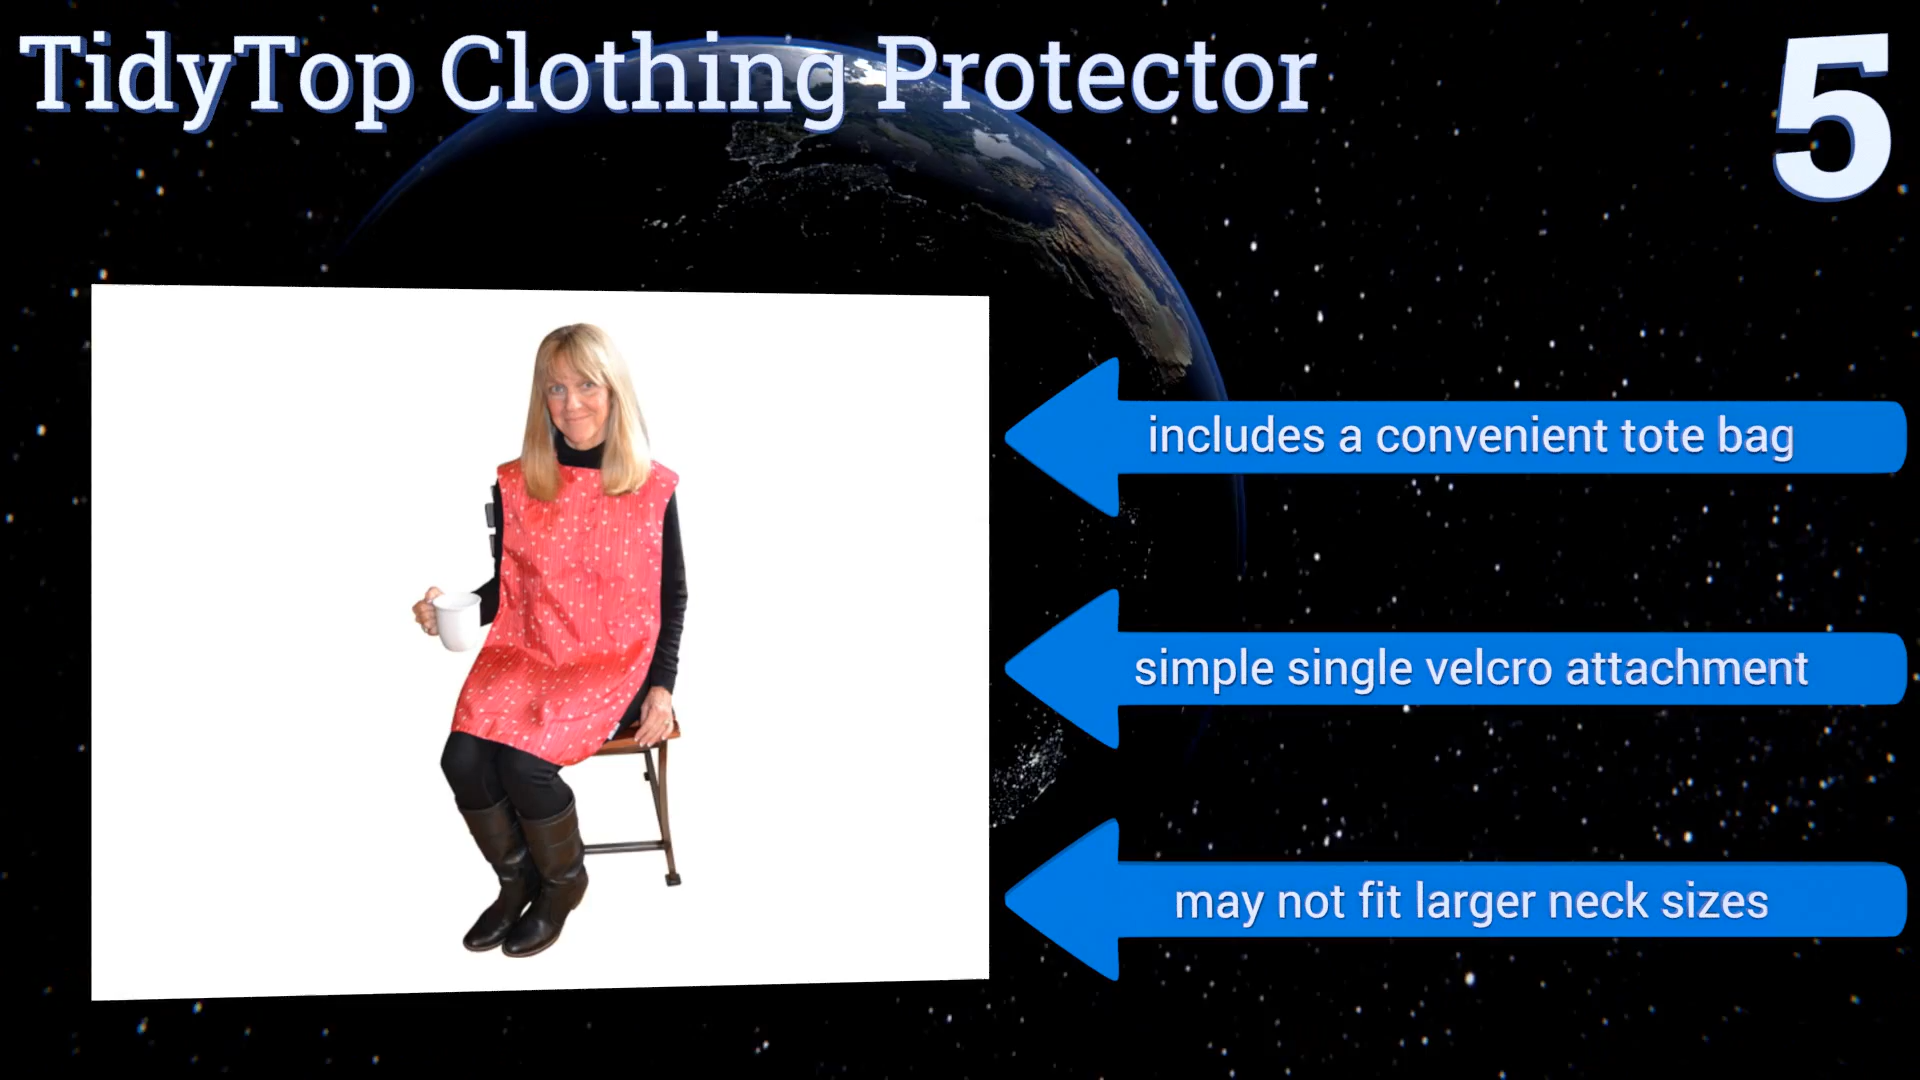 TidyTop Clothing Protector
5
includes a convenient tote bag
simple single velcro attachment
may not fit larger neck sizes